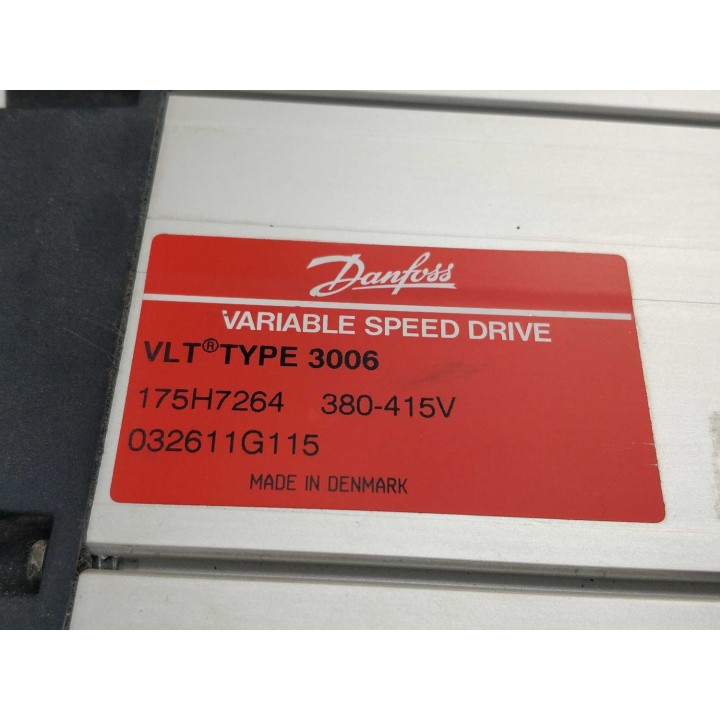 Danfoss
VARIABLE SPEED DRIVE
VLT® TYPE 3006
175H7264 380-415V
032611G115
MADE IN DENMARK